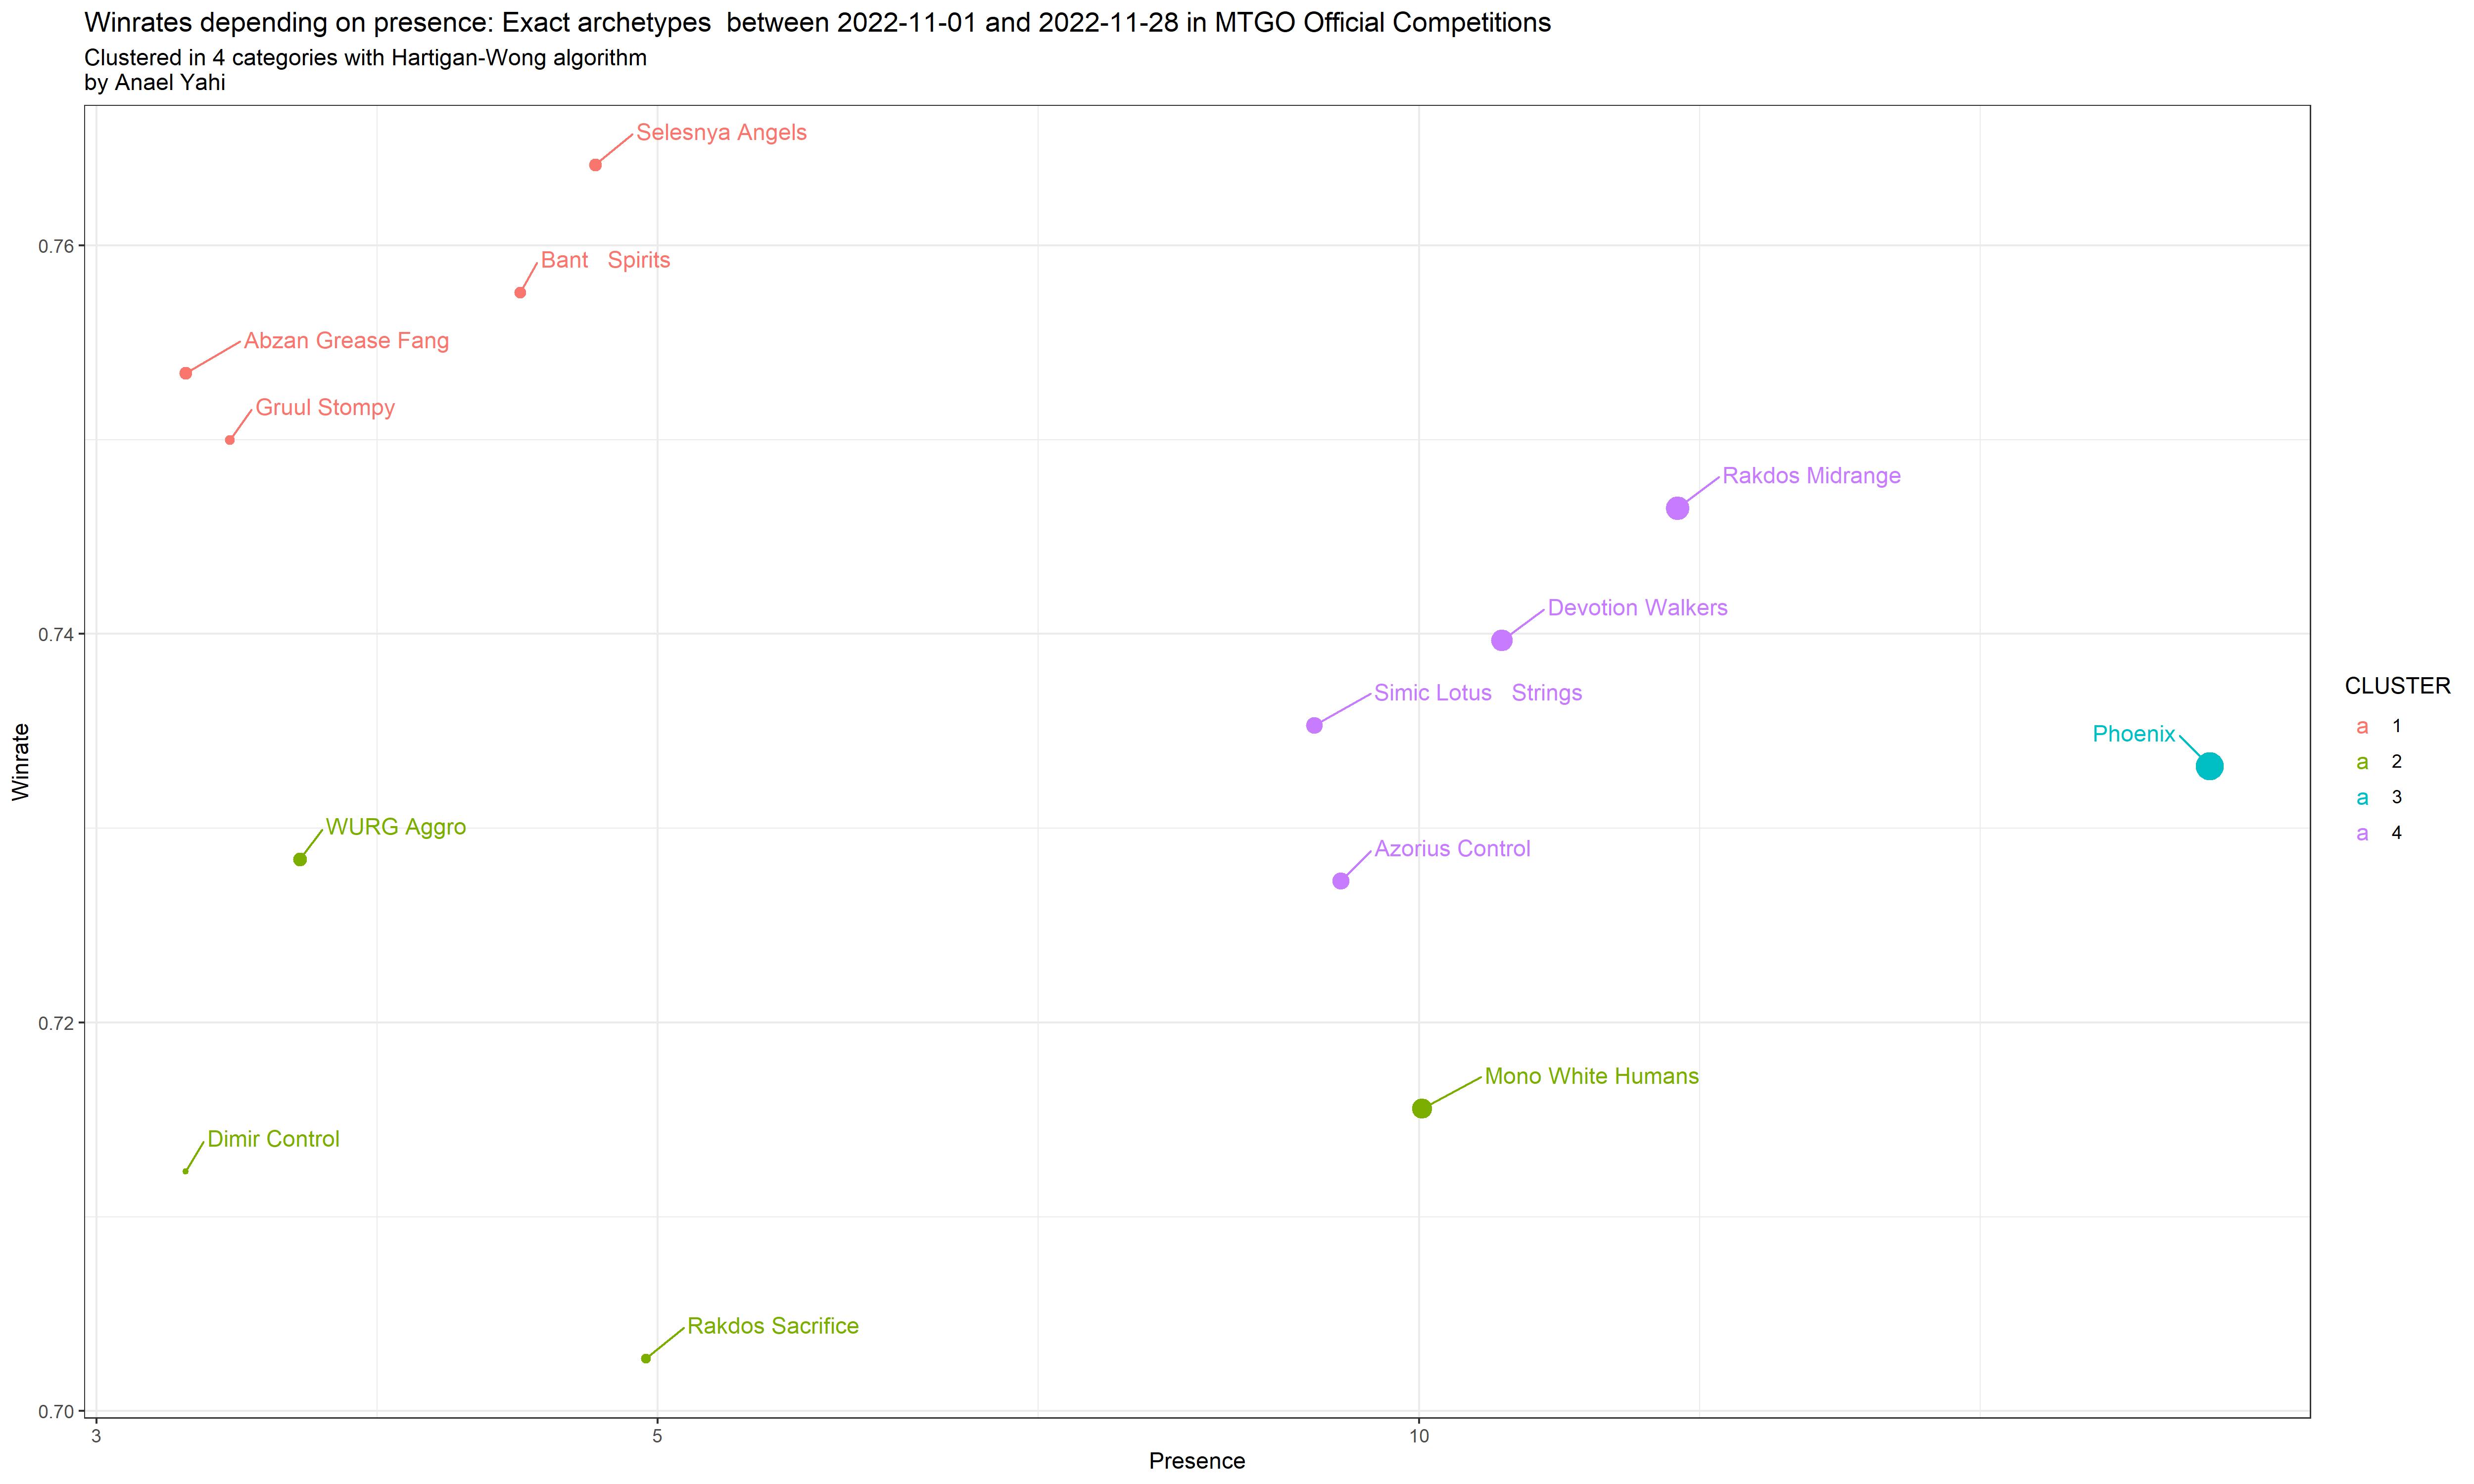 Winrates depending on presence: Exact archetypes  between 2022-11-01 and 2022-11-28 in MTGO Official Competitions
Clustered in 4 categories with Hartigan-Wong algorithm
by Anael Yahi
Selesnya Angels
0.76
Bant   Spirits
Abzan Grease Fang
Gruul Stompy
Rakdos Midrange
Devotion Walkers
0.74
Simic Lotus   Strings
CLUSTER
a 1
Phoenix
a 2
Winrate
a 3
WURG Aggro
a 4
Azorius Control
0.72
Mono White Humans
Dimir Control
Rakdos Sacrifice
0.70
3 5 10
Presence